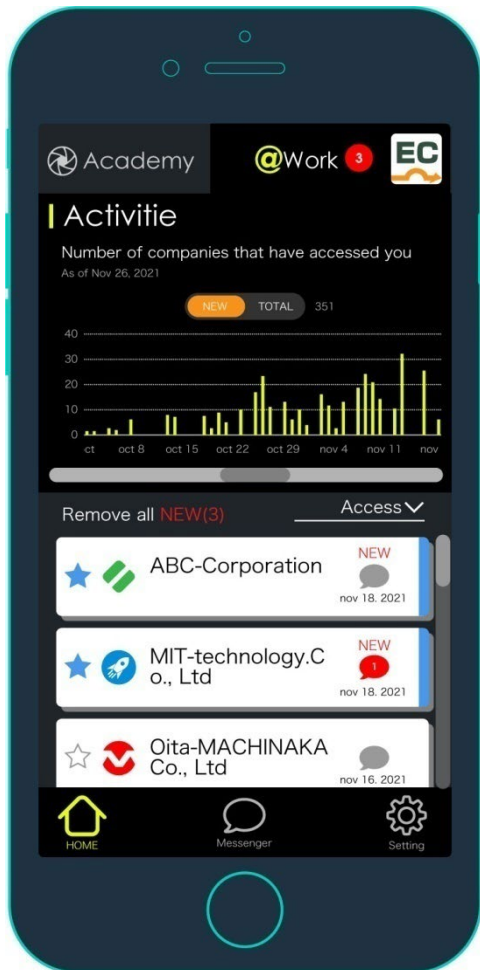 Academy
@Work 3
EC
Activitie
Number of companies that have accessed you
As of Nov 26, 2021
NEW TOTAL 351
40
30
20
10
0
ct oct 8 oct 15 oct 22 oct 29 nov 4 nov 11 nov
Remove all NEW(3) Access
ABC-Corporation
NEW
nov 18. 2021
MIT-technology.C
o., Ltd
NEW
1
nov 18. 2021
Oita-MACHINAKA
Co., Ltd
nov 16. 2021
HOME Messenger Setting